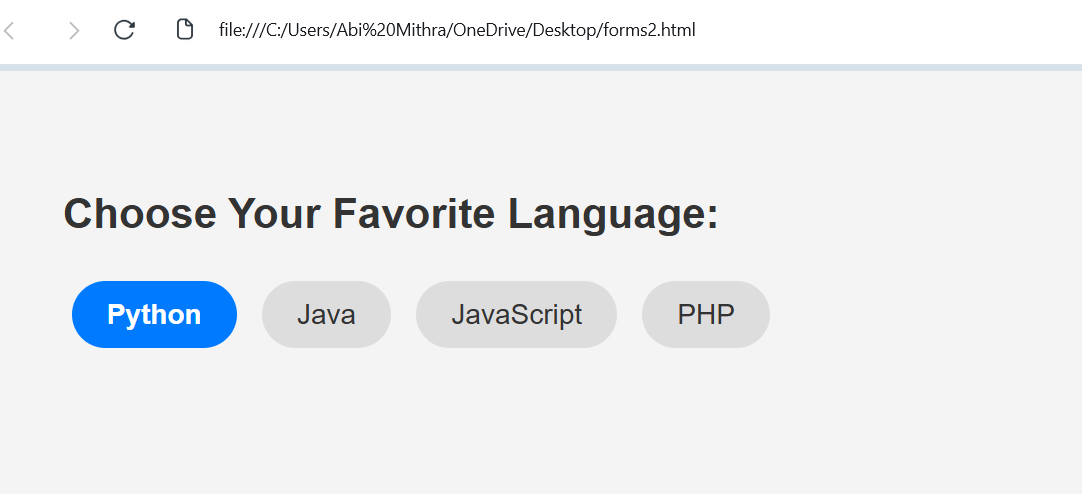 file:///C:/Users/Abi%20Mithra/OneDrive/Desktop/forms2.html
Choose Your Favorite Language:
Python Java JavaScript PHP